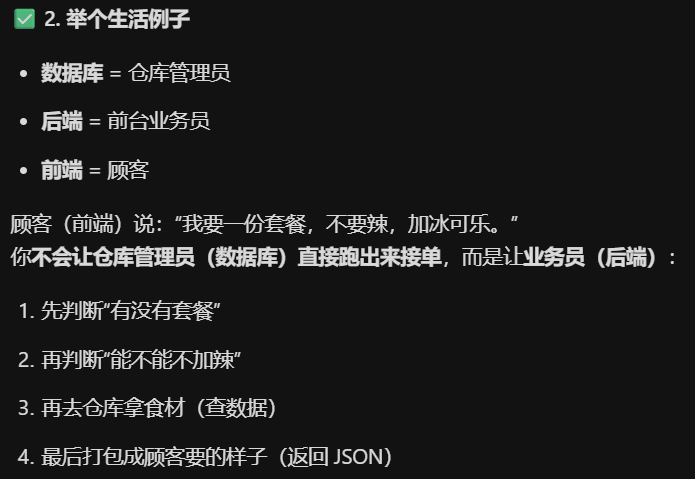 ✅ 2. 举个生活例子
• 数据库 = 仓库管理员
• 后端 = 前台业务员
• 前端 = 顾客
顾客（前端）说：“我要一份套餐，不要辣，加冰可乐。”
你不会让仓库管理员（数据库）直接跑出来接单，而是让业务员（后端）：
1. 先判断“有没有套餐”
2. 再判断“能不能不加辣”
3. 再去仓库拿食材（查数据）
4. 最后打包成顾客要的样子（返回 JSON）